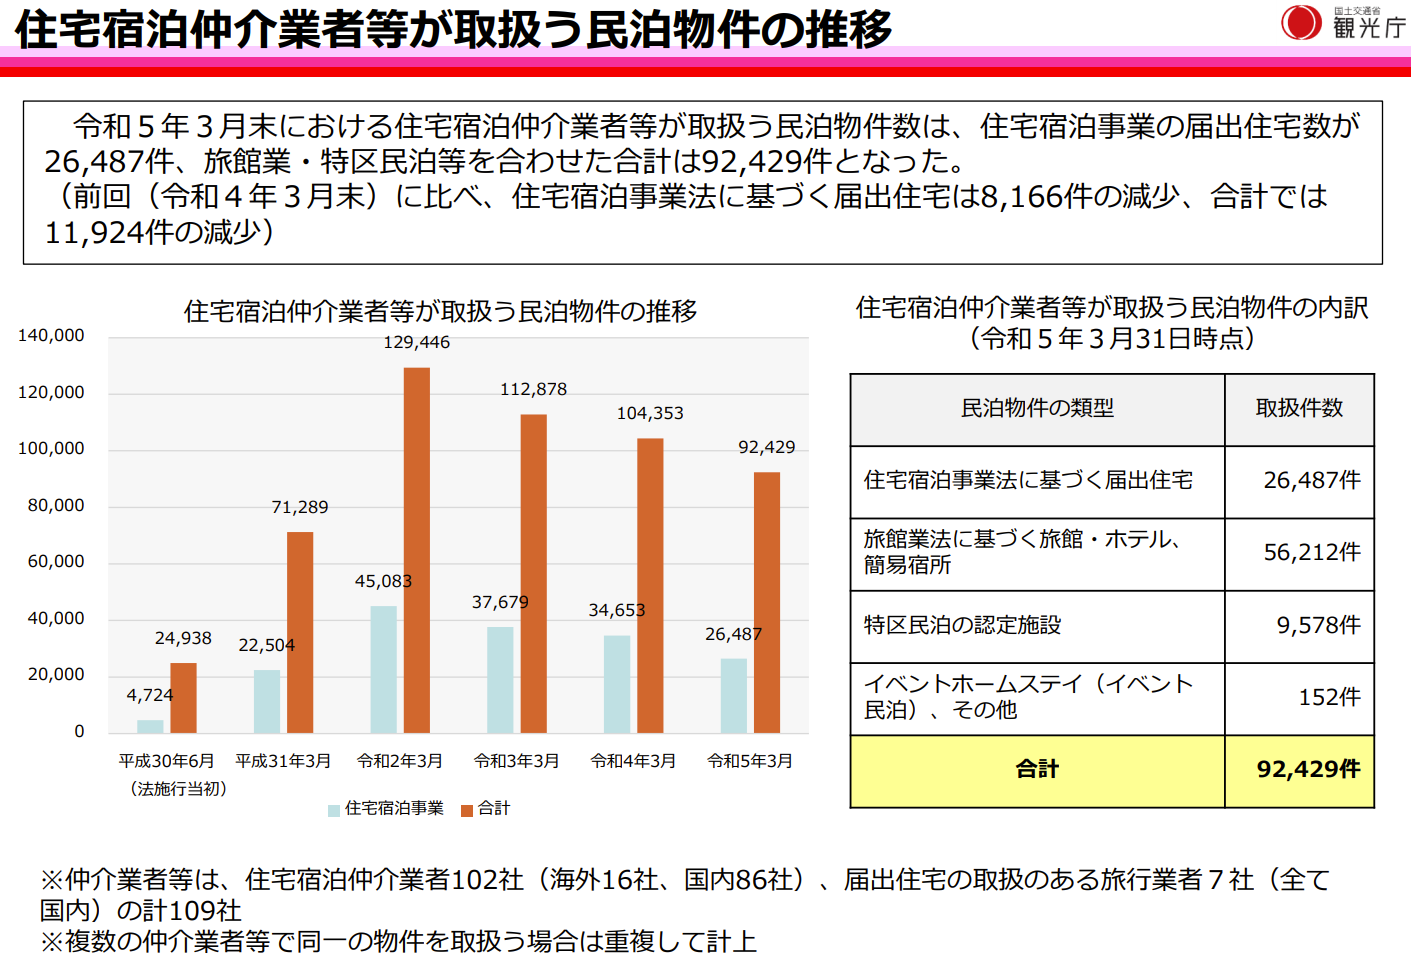 住宅宿泊仲介業者等が取扱う民泊物件の推移
国土交通省
観光庁
令和５年３月末における住宅宿泊仲介業者等が取扱う民泊物件数は、住宅宿泊事業の届出住宅数が
26,487件、旅館業・特区民泊等を合わせた合計は92,429件となった。
（前回（令和４年３月末）に比べ、住宅宿泊事業法に基づく届出住宅は8,166件の減少、合計では
11,924件の減少）
住宅宿泊仲介業者等が取扱う民泊物件の推移
140,000
120,000
100,000
80,000
60,000
40,000
20,000
0
4,724
24,938
22,504
71,289
45,083
129,446
37,679
112,878
34,653
104,353
26,487
92,429
平成30年6月
（法施行当初）
平成31年3月
令和2年3月
令和3年3月
令和4年3月
令和5年3月
住宅宿泊事業
合計
住宅宿泊仲介業者等が取扱う民泊物件の内訳
（令和５年３月31日時点）
民泊物件の類型 取扱件数
住宅宿泊事業法に基づく届出住宅 26,487件
旅館業法に基づく旅館・ホテル、
簡易宿所 56,212件
特区民泊の認定施設 9,578件
イベントホームステイ（イベント
民泊）、その他 152件
合計 92,429件
※仲介業者等は、住宅宿泊仲介業者102社（海外16社、国内86社）、届出住宅の取扱のある旅行業者７社（全て
国内）の計109社
※複数の仲介業者等で同一の物件を取扱う場合は重複して計上